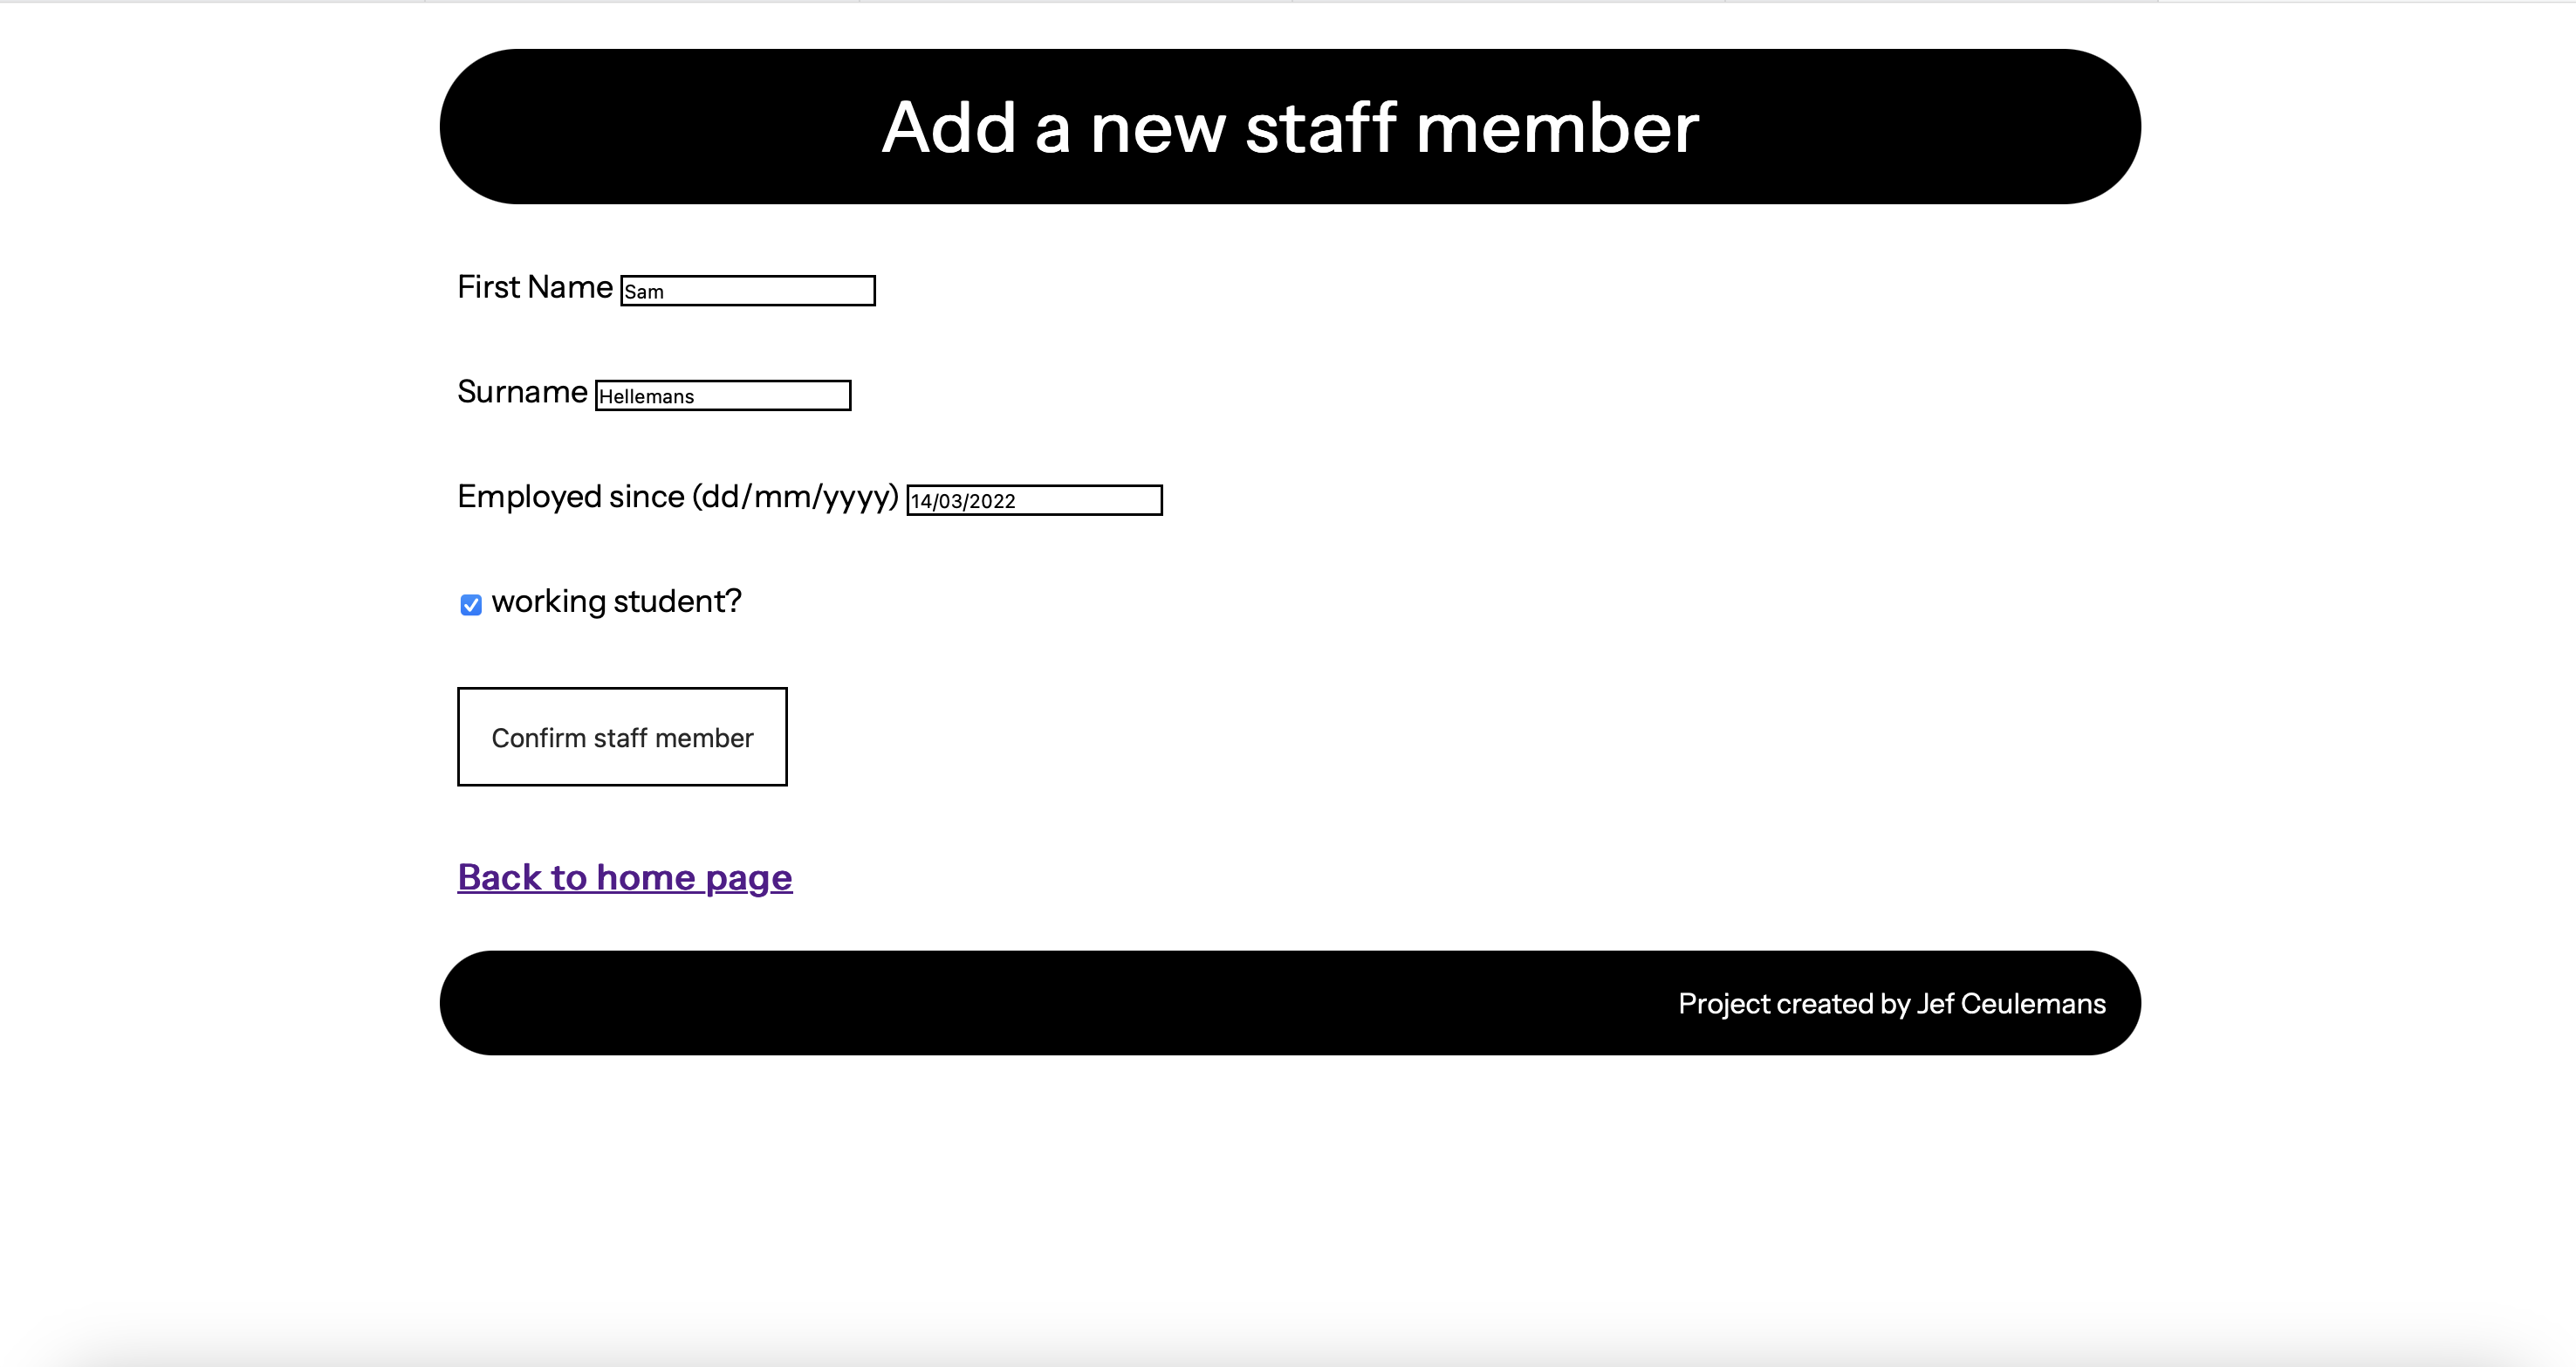 Add a new staff member
First Name Sam
Surname Hellemans
Employed since (dd/mm/yyyy) 14/03/2022
working student?
Confirm staff member
Back to home page
Project created by Jef Ceulemans